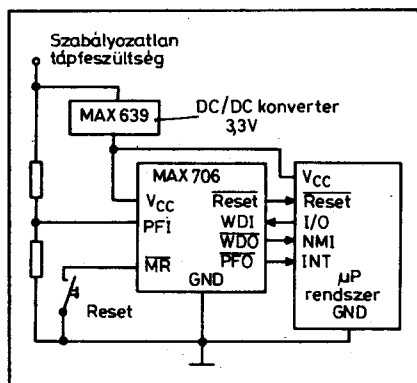 Szabályozatlan
tápfeszültség
MAX 639
DC/DC konverter
3,3V
MAX 706
VCC
PFI
MR
Reset
WDI
WDO
PFO
GND
VCC
Reset
I/O
NMI
INT
µP
rendszer
GND
Reset